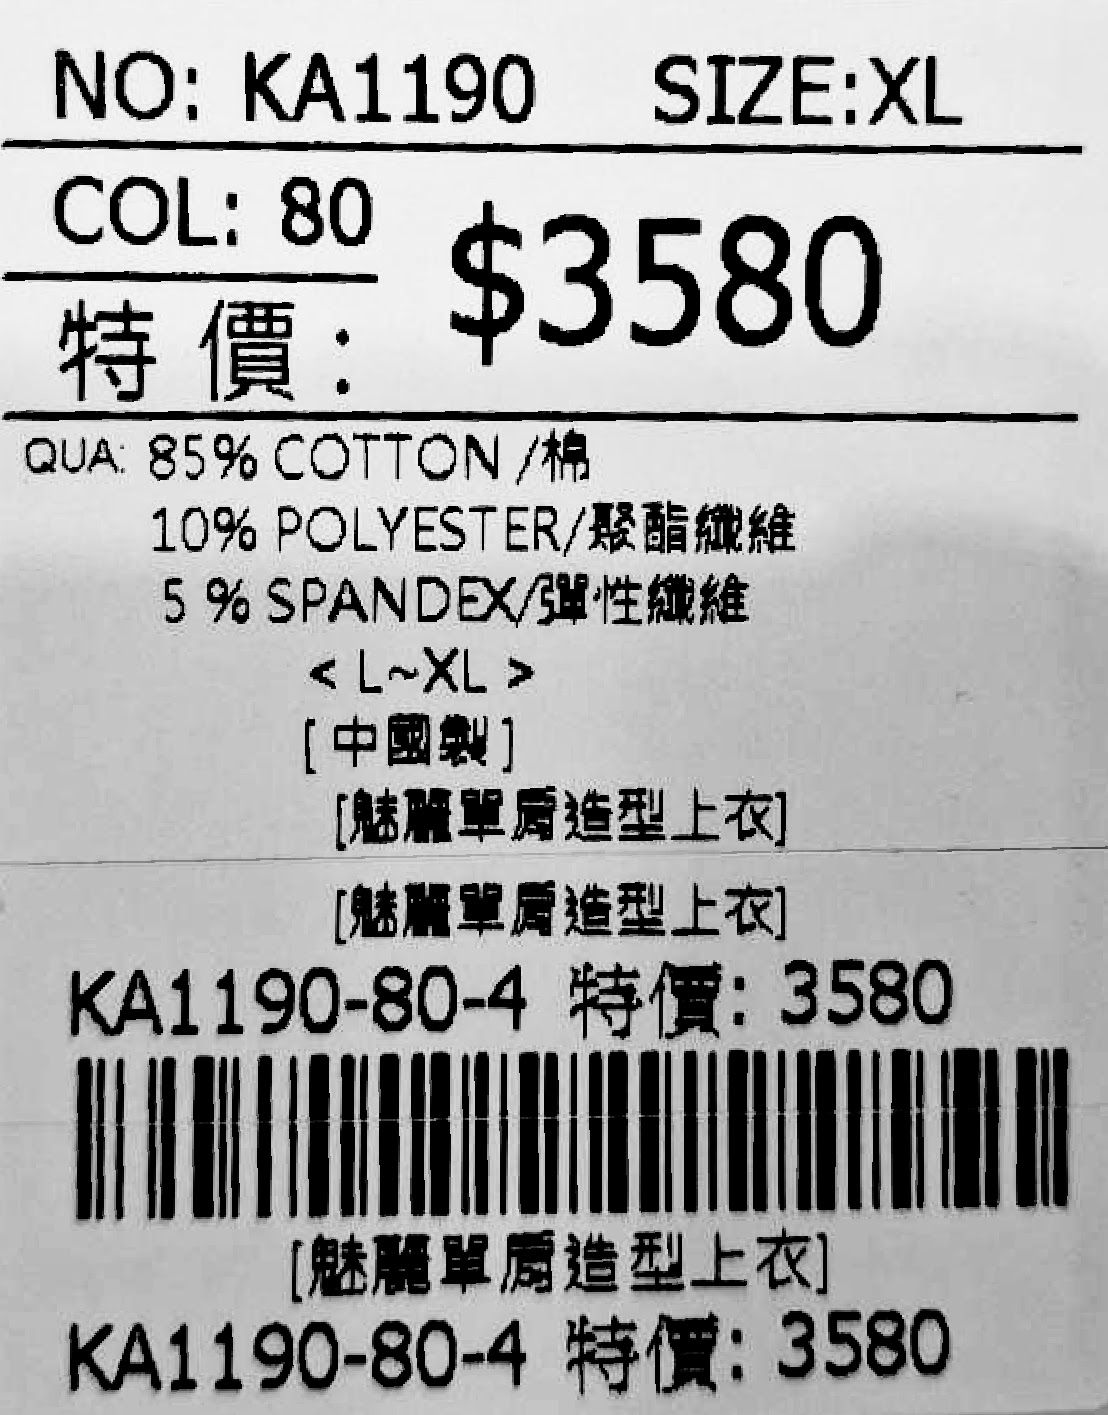 NO: KA1190 SIZE:XL
COL: 80
$3580
特價:
QUA: 85% COTTON /棉
10% POLYESTER/聚酯纖維
5 % SPANDEX/彈性纖維
< L~XL >
[中國製]
[魅麗單肩造型上衣]
[魅麗單肩造型上衣]
KA1190-80-4 特價: 3580
[魅麗單肩造型上衣]
KA1190-80-4 特價: 3580